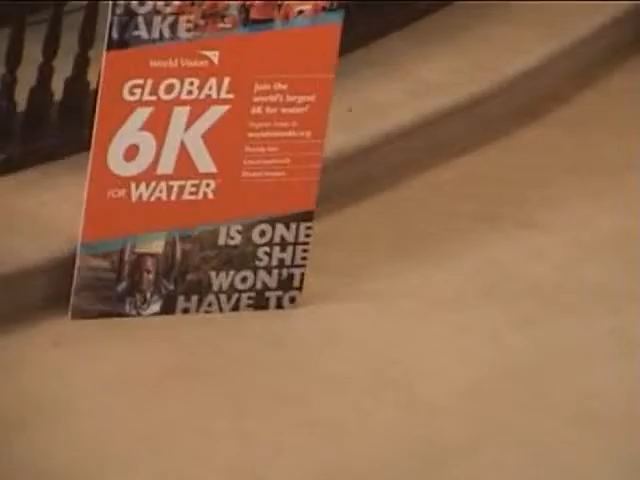 YOU
TAKE
World Vision
GLOBAL
6K
FOR WATER
Join the
world's largest
6K for water!
IS ONE
SHE
WON'T
HAVE TO